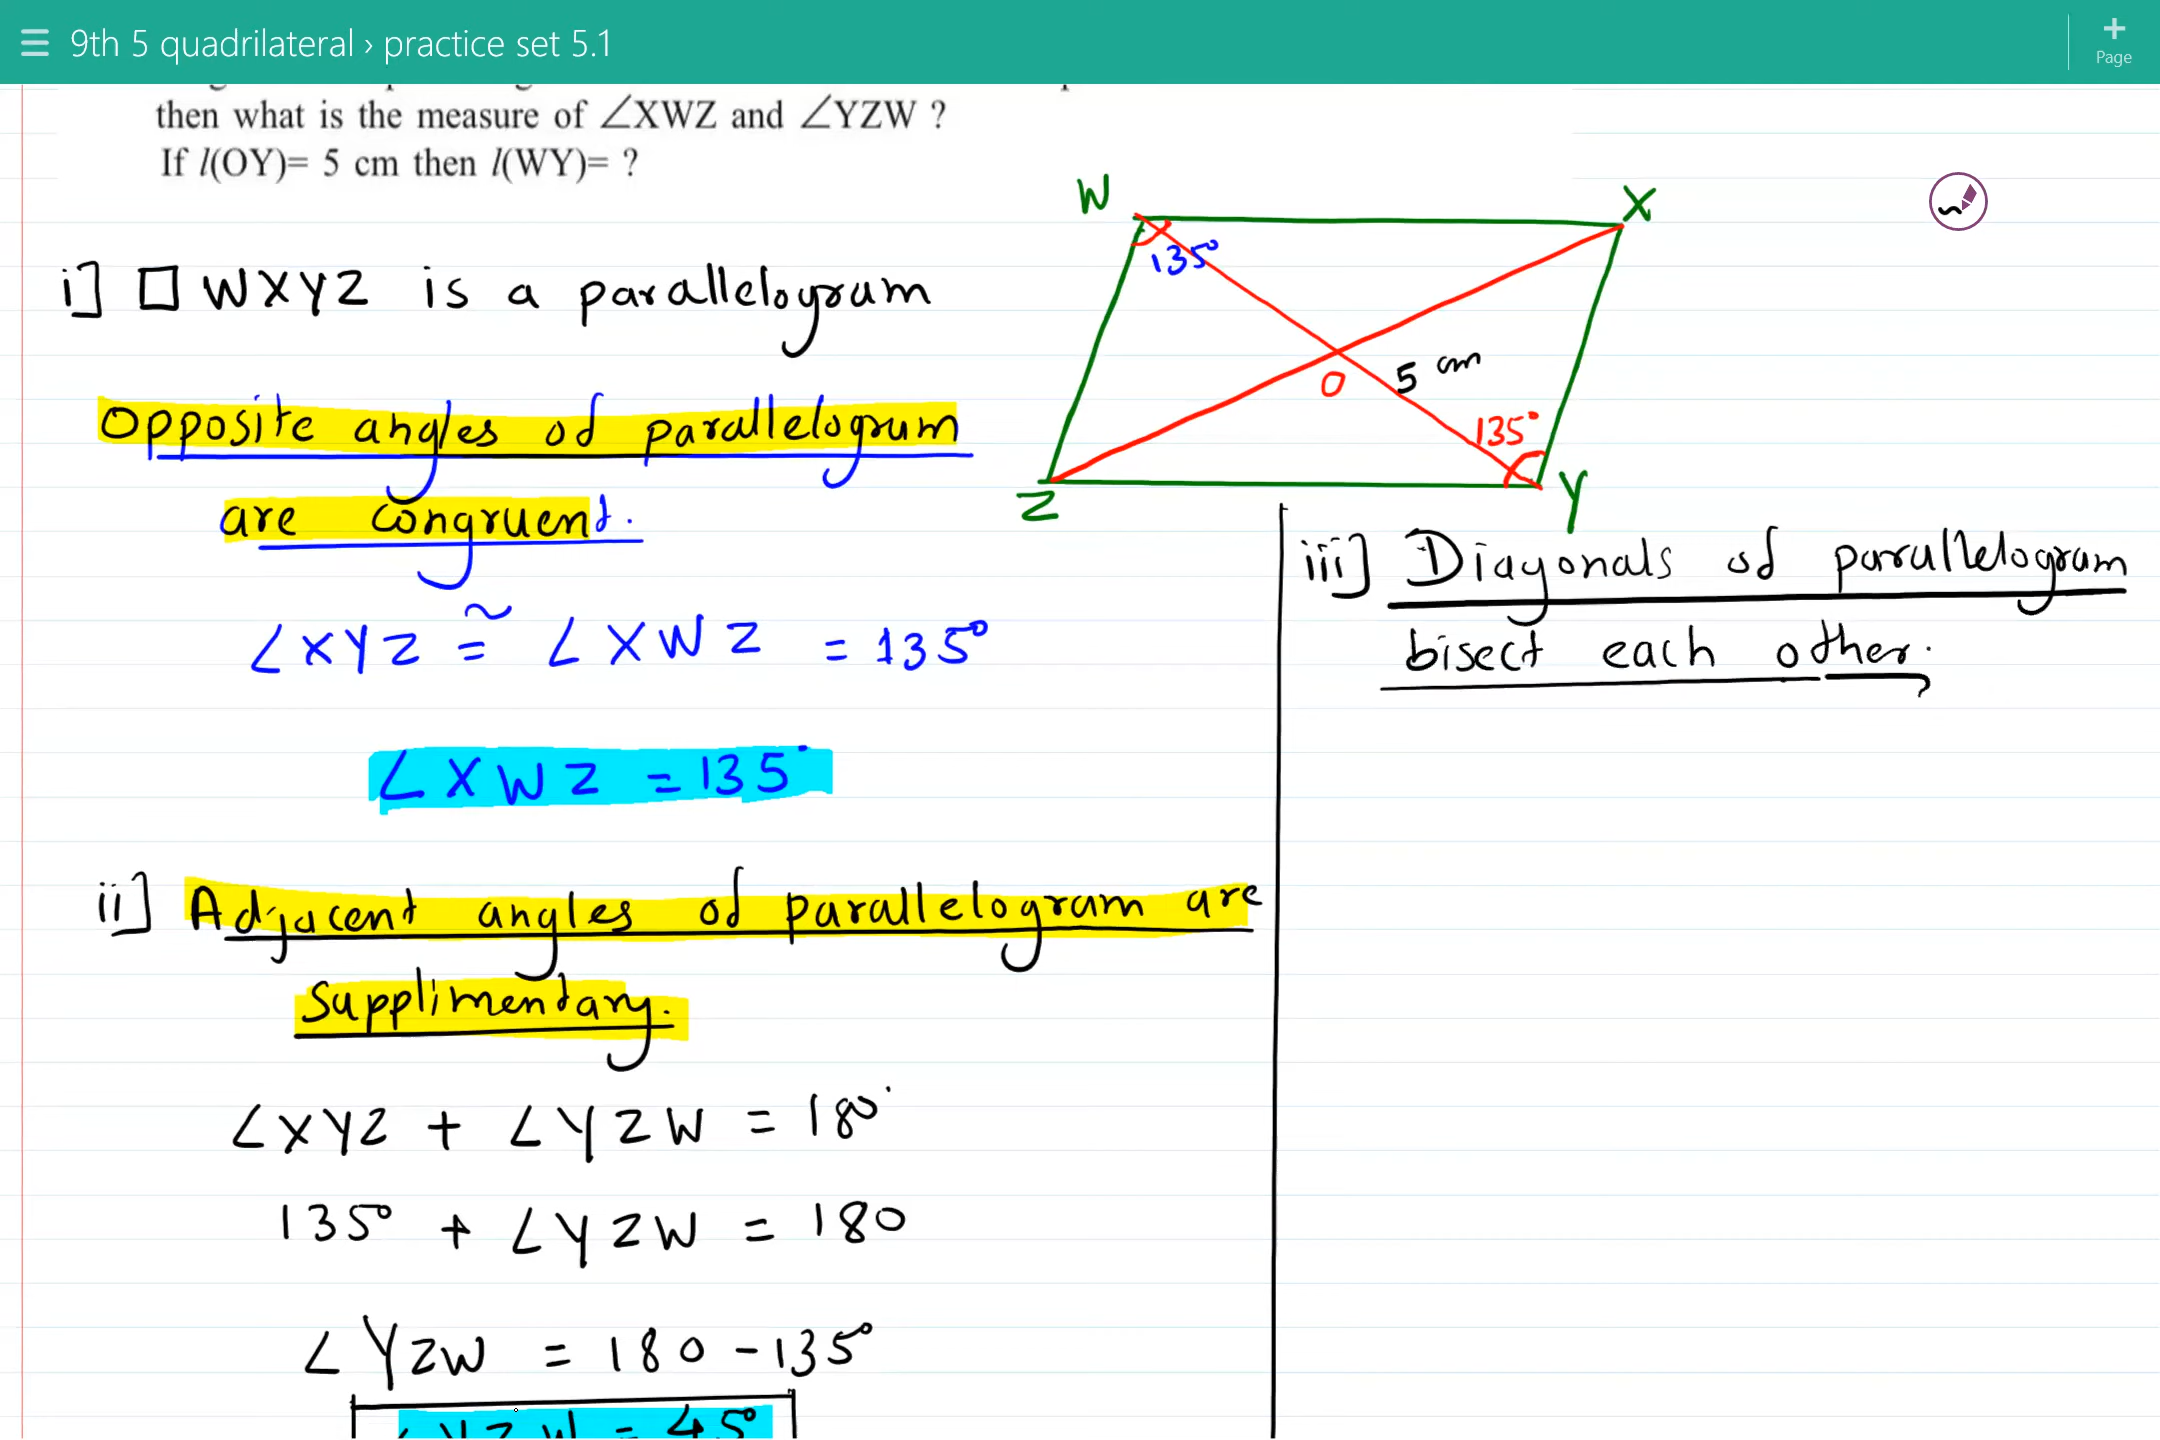 9th 5 quadrilateral › practice set 5.1
+
Page
then what is the measure of ∠XWZ and ∠YZW ?
If l(OY)= 5 cm then l(WY)= ?
W
X
135°
O
5 cm
135°
Z
Y
i] □ WXYZ is a parallelogram
Opposite angles of parallelogram
are congruent.
∠XYZ ≅ ∠XWZ = 135°
∠XWZ = 135°
ii] Adjacent angles of parallelogram are
Supplimentary.
∠XYZ + ∠YZW = 180°
135° + ∠YZW = 180
∠YZW = 180 - 135°
∠YZW = 45°
iii] Diagonals of parallelogram
bisect each other.